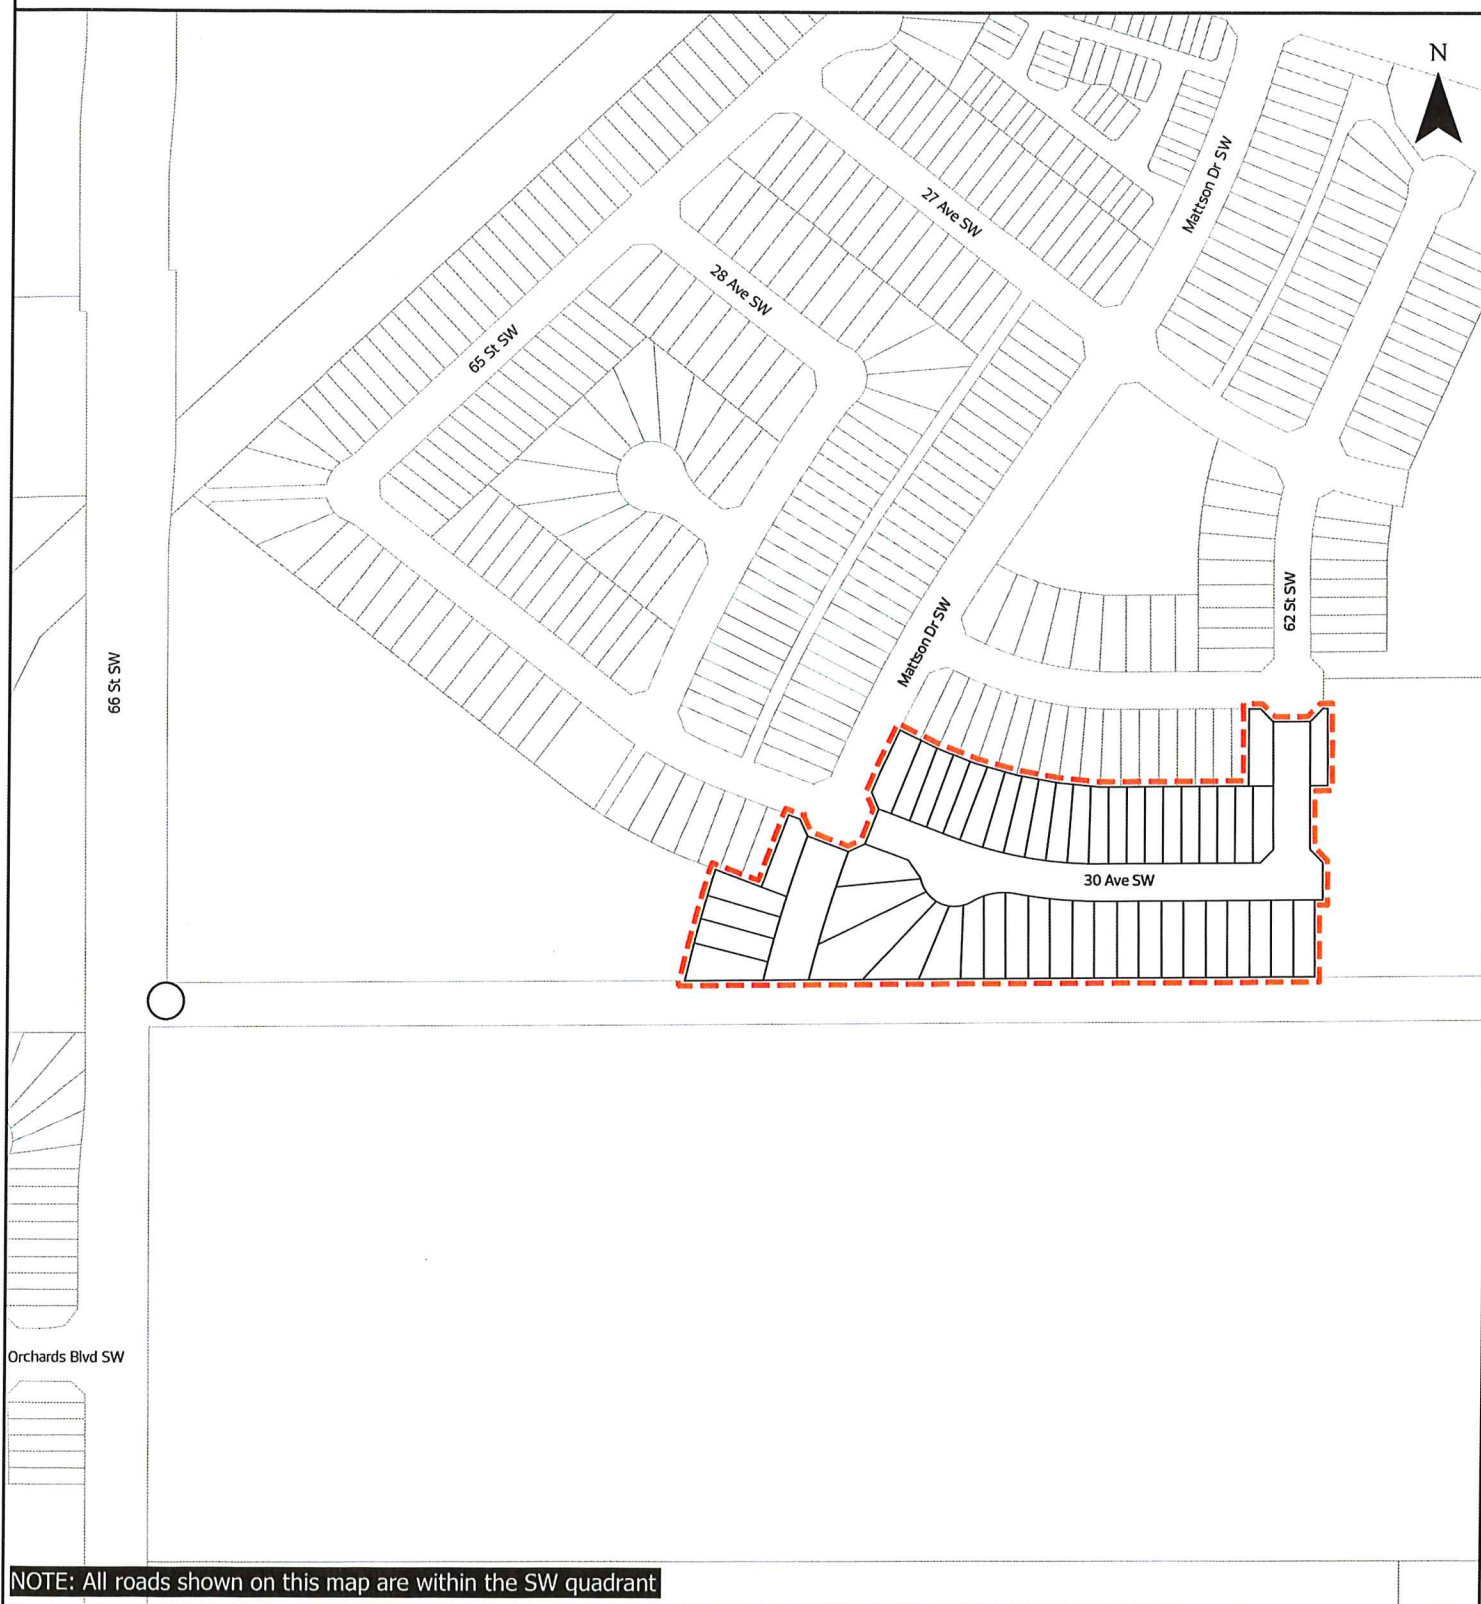 N
Mattson Dr SW
27 Ave SW
28 Ave SW
65 St SW
62 St SW
Mattson Dr SW
66 St SW
30 Ave SW
Orchards Blvd SW
NOTE: All roads shown on this map are within the SW quadrant